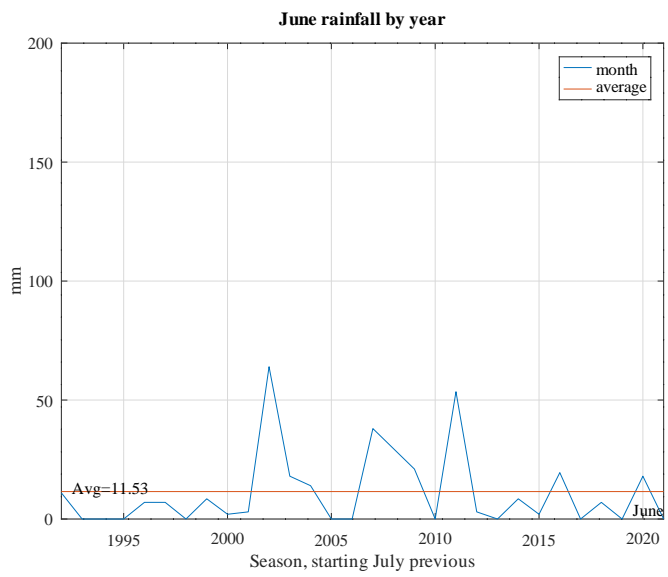 June rainfall by year
200
150
100
50
0
mm
month
average
Avg=11.53
June
1995
2000
2005
2010
2015
2020
Season, starting July previous